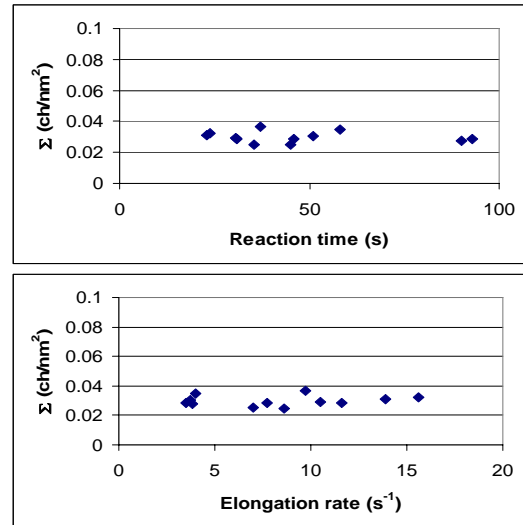 0.1
0.08
0.06
0.04
0.02
0
Σ (ch/nm²)
0 50 100
Reaction time (s)
0.1
0.08
0.06
0.04
0.02
0
Σ (ch/nm²)
0 5 10 15 20
Elongation rate (s⁻¹)